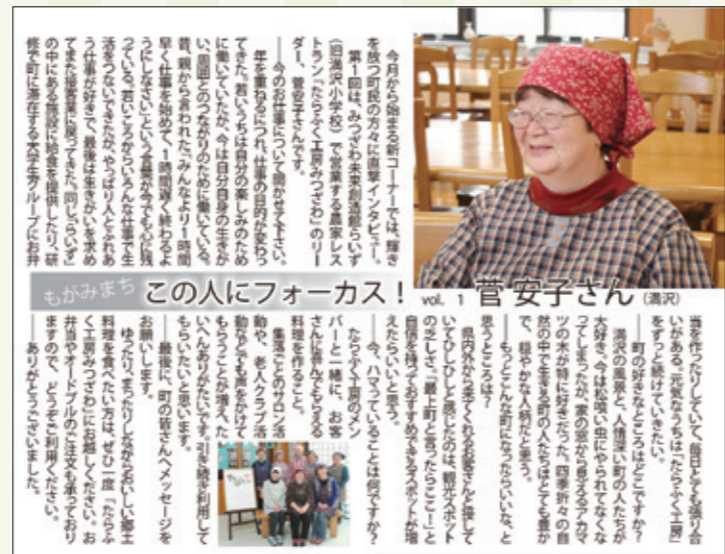 今月から始まる新コーナーでは、輝き
を放つ町民の方々に直撃インタビュー。
第1回は、みつざわ未来創造館らいず
(旧満沢小学校)で営業する農家レス
トラン「たらふく工房みつざわ」のリー
ダー、菅安子さんです。
―今のお仕事について聞かせて下さい。
年を重ねるにつれ、仕事の目的が変わっ
てきた。若いうちは自分の楽しみのため
に働いていたが、今は自分自身の生きが
い、周囲とのつながりのために働いている。
昔、親から言われた「みんなより1時間
早く仕事を始めて、1時間遅く終わるよ
うにしなさい」という言葉が今でも心に残
っている。若いころからいろんな仕事で生
活をつないできたが、やっぱり人とふれあ
う仕事が好きで、最後は生きがいを求め
てまた接客業に戻ってきた。同じ「らいず」
の中にある施設に給食を提供したり、研
修で町に滞在する大学生グループにお弁
もがみまち この人にフォーカス! vol. 1 菅 安子さん (満沢)
当を作ったりしていて、毎日とても張り合
いがある。元気なうちは「たらふく工房」
をずっと続けていきたい。
―町の好きなところはどこですか?
満沢の風景と、人情深い町の人たちが
大好き。今は松喰い虫にやられてなくな
ってしまったが、家の窓から見えるアカマ
ツの木が特に好きだった。四季折々の自
然の中で生きる町の人たちはとても豊か
で、穏やかな人柄だと思う。
―もっとこんな町になったらいいな、と
思うところは?
県内外から来てくれるお客さんと接して
いてひしひしと感じたのは、観光スポット
の乏しさ。「最上町と言ったらここ!」と
自信を持っておすすめできるスポットが増
えたらいいと思う。
―今、ハマっていることは何ですか?
たらふく工房のメン
バーと一緒に、お客
さんに喜んでもらえる
料理を作ること。
集落ごとのサロン活
動や、老人クラブ活
動などでも声をかけて
もらうことが増え、た
いへんありがたいです。引き続き利用して
もらいたいと思います。
―最後に、町の皆さんへメッセージを
お願いします。
ゆったり、まったりしながらおいしい郷土
料理を食べたい方は、ぜひ一度「たらふ
く工房みつざわ」にお越しください。お
弁当やオードブルのご注文も承っており
ますので、どうぞご利用ください。
―ありがとうございました。